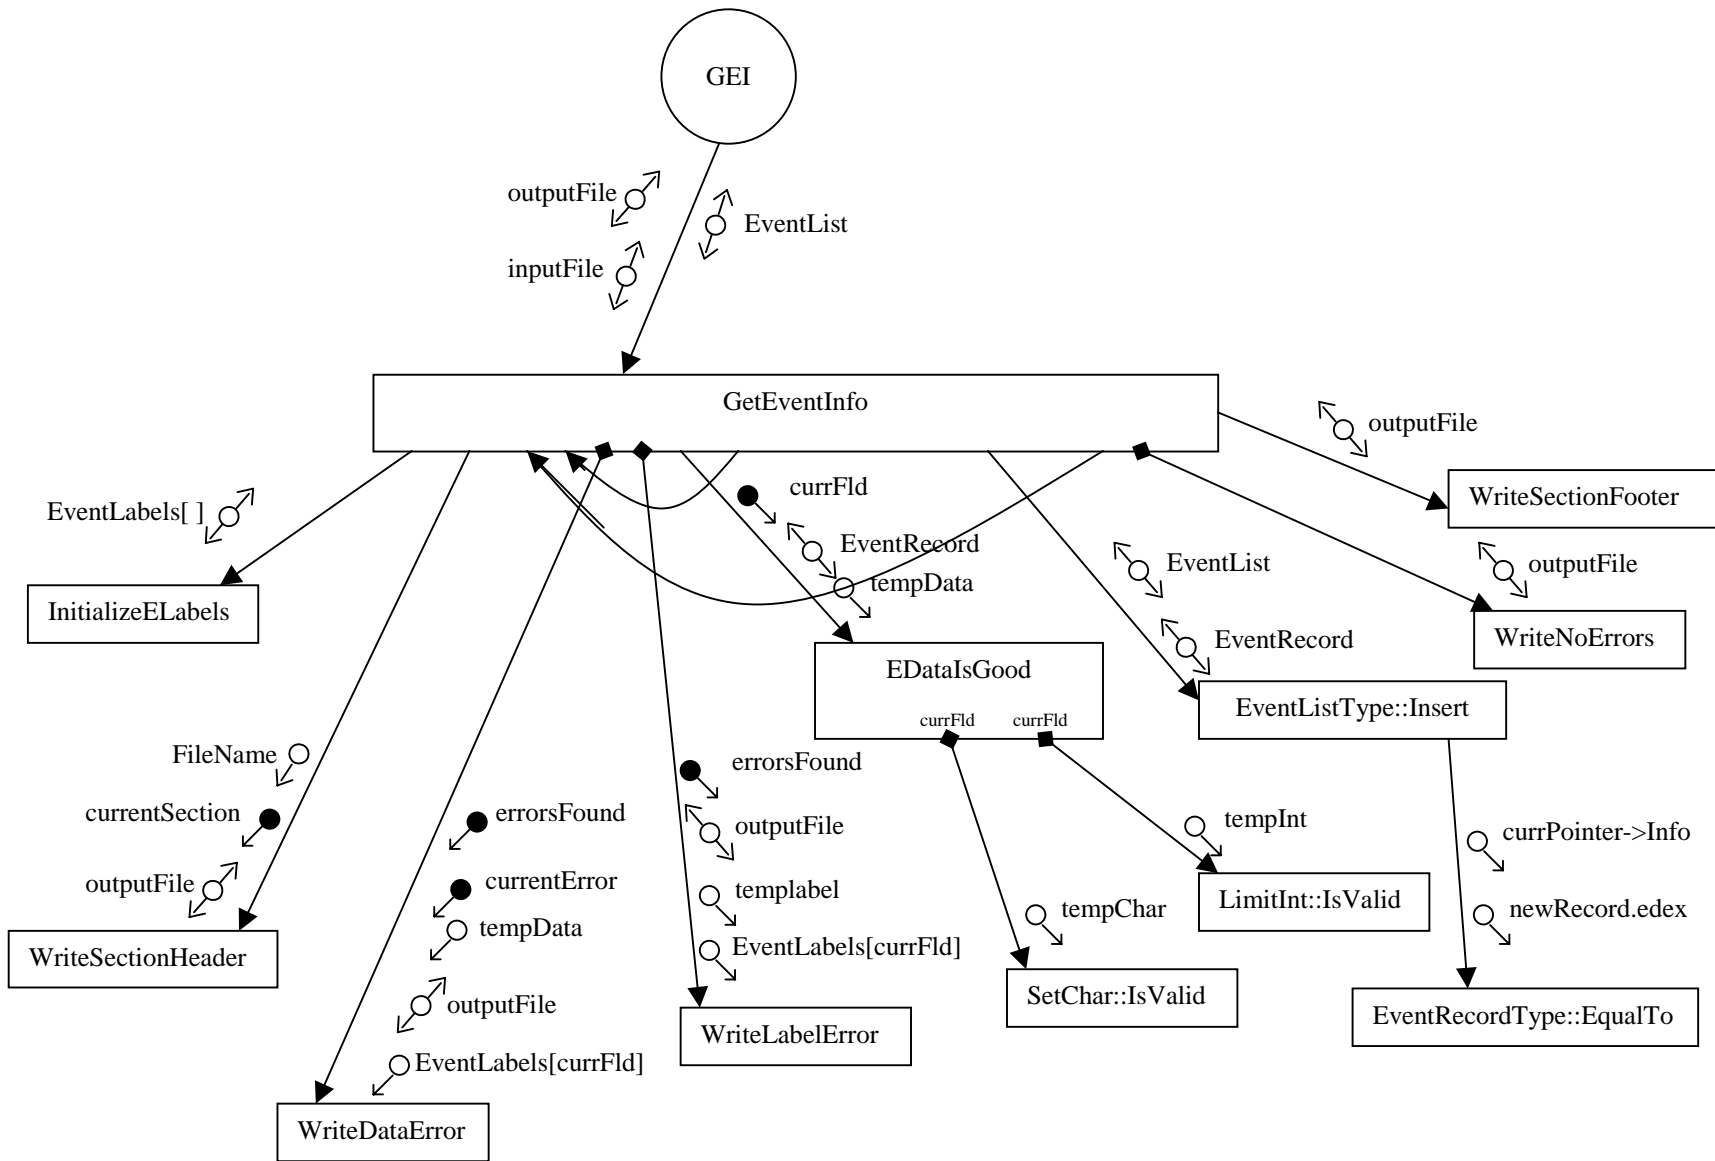 GEI
outputFile
EventList
inputFile
GetEventInfo
outputFile
WriteSectionFooter
currFld
EventLabels[ ]
EventRecord
EventList
outputFile
tempData
InitializeELabels
WriteNoErrors
EventRecord
EDataIsGood
EventListType::Insert
currFld currFld
FileName
errorsFound
currentSection
errorsFound
outputFile
tempInt
currPointer->Info
outputFile
currentError
templabel
LimitInt::IsValid
tempChar
newRecord.edex
tempData
EventLabels[currFld]
WriteSectionHeader
SetChar::IsValid
outputFile
EventRecordType::EqualTo
WriteLabelError
EventLabels[currFld]
WriteDataError